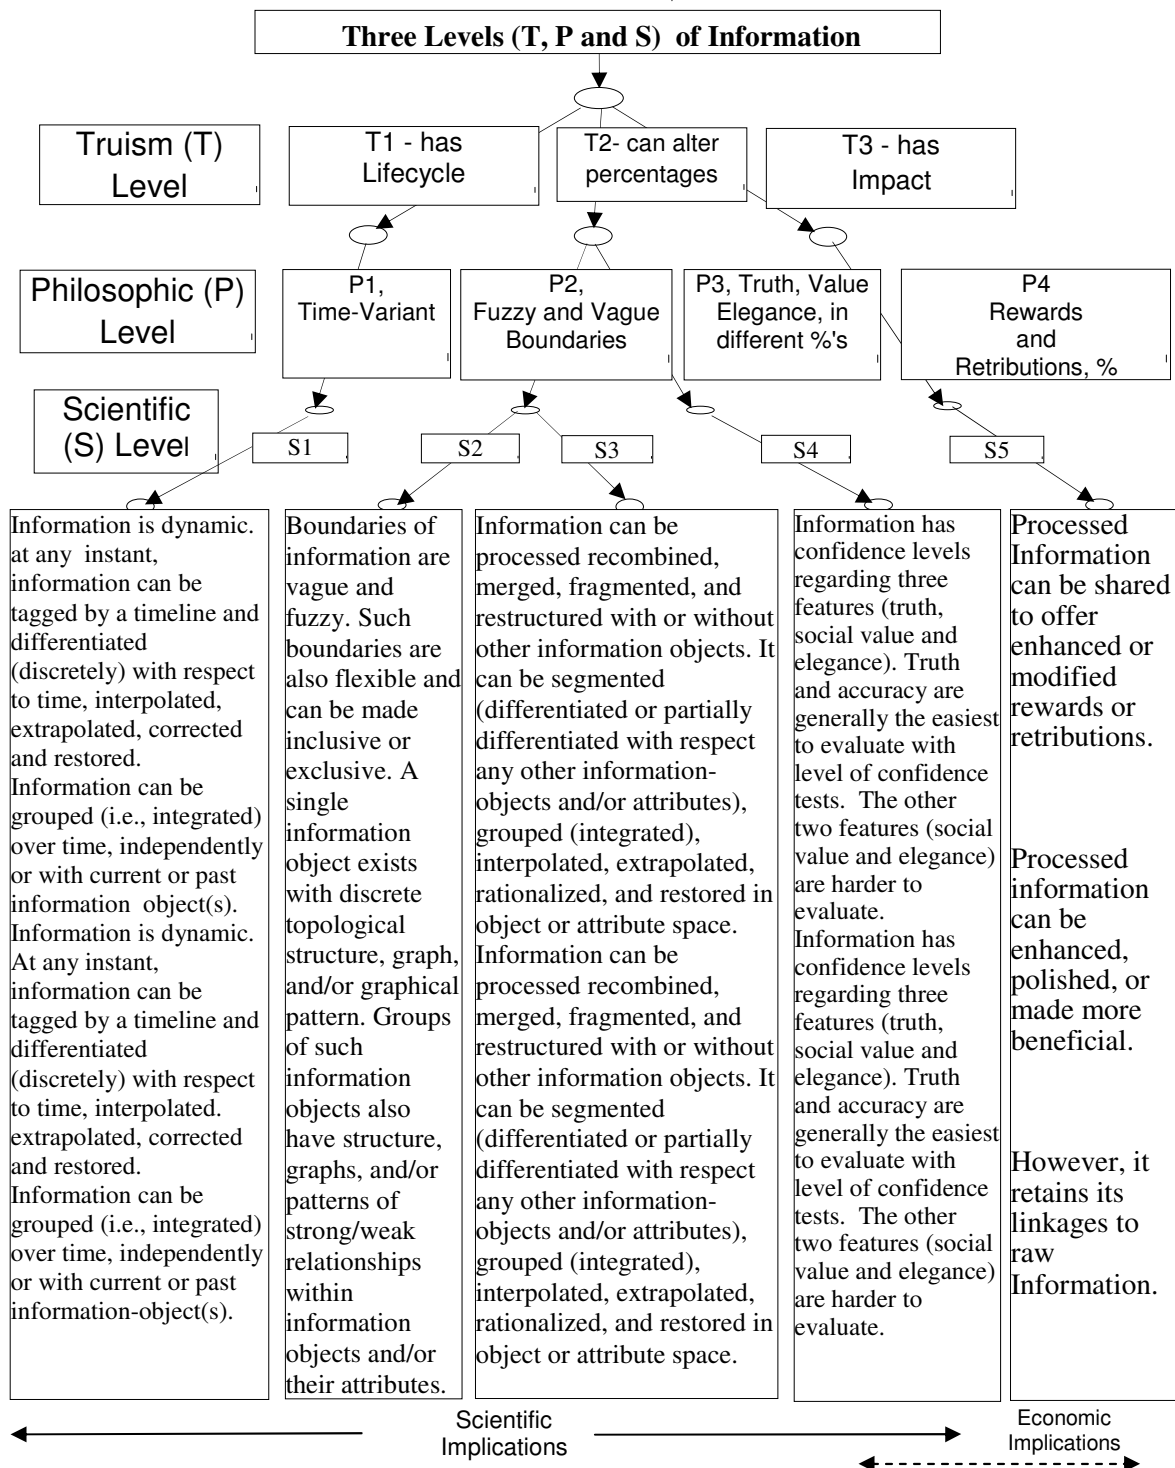 Three Levels (T, P and S)  of Information
Truism (T)
Level
T1 - has
Lifecycle
T2- can alter
percentages
T3 - has
Impact
Philosophic (P)
Level
P1,
Time-Variant
P2,
Fuzzy and Vague
Boundaries
P3, Truth, Value
Elegance, in
different %'s
P4
Rewards
and
Retributions, %
Scientific
(S) Level
S1
S2
S3
S4
S5
Information is dynamic.
at any  instant,
information can be
tagged by a timeline and
differentiated
(discretely) with respect
to time, interpolated,
extrapolated, corrected
and restored.
Information can be
grouped (i.e., integrated)
over time, independently
or with current or past
information  object(s).
Information is dynamic.
At any instant,
information can be
tagged by a timeline and
differentiated
(discretely) with respect
to time, interpolated.
extrapolated, corrected
and restored.
Information can be
grouped (i.e., integrated)
over time, independently
or with current or past
information-object(s).
Boundaries of
information are
vague and
fuzzy. Such
boundaries are
also flexible and
can be made
inclusive or
exclusive. A
single
information
object exists
with discrete
topological
structure, graph,
and/or graphical
pattern. Groups
of such
information
objects also
have structure,
graphs, and/or
patterns of
strong/weak
relationships
within
information
objects and/or
their attributes.
Information can be
processed recombined,
merged, fragmented, and
restructured with or without
other information objects. It
can be segmented
(differentiated or partially
differentiated with respect
any other information-
objects and/or attributes),
grouped (integrated),
interpolated, extrapolated,
rationalized, and restored in
object or attribute space.
Information can be
processed recombined,
merged, fragmented, and
restructured with or without
other information objects. It
can be segmented
(differentiated or partially
differentiated with respect
any other information-
objects and/or attributes),
grouped (integrated),
interpolated, extrapolated,
rationalized, and restored in
object or attribute space.
Information has
confidence levels
regarding three
features (truth,
social value and
elegance). Truth
and accuracy are
generally the easiest
to evaluate with
level of confidence
tests.  The other
two features (social
value and elegance)
are harder to
evaluate.
Information has
confidence levels
regarding three
features (truth,
social value and
elegance). Truth
and accuracy are
generally the easiest
to evaluate with
level of confidence
tests.  The other
two features (social
value and elegance)
are harder to
evaluate.
Processed
Information
can be shared
to offer
enhanced or
modified
rewards or
retributions.
Processed
information
can be
enhanced,
polished, or
made more
beneficial.
However, it
retains its
linkages to
raw
Information.
Scientific
Implications
Economic
Implications